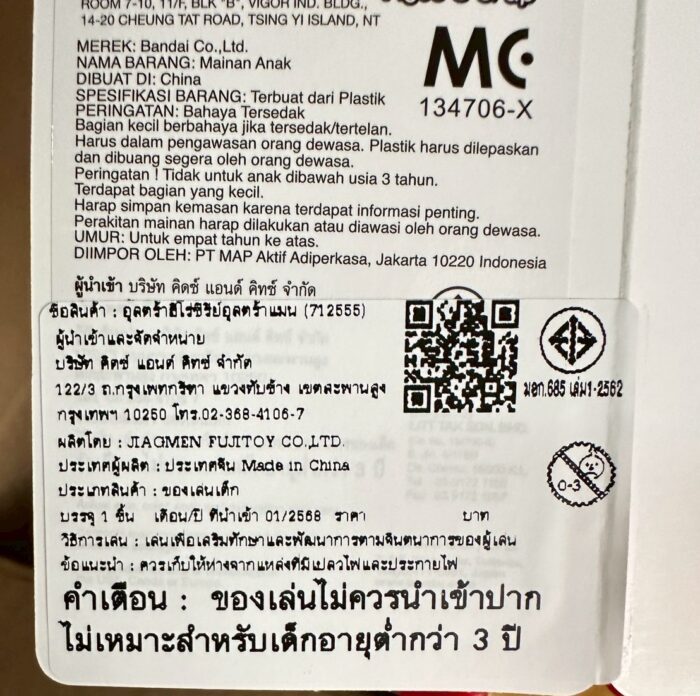 ROOM 7-10, 11/F, BLK "B", VIGOR IND. BLDG.,
14-20 CHEUNG TAT ROAD, TSING YI ISLAND, NT
MEREK: Bandai Co.,Ltd.
NAMA BARANG: Mainan Anak
DIBUAT DI: China
SPESIFIKASI BARANG: Terbuat dari Plastik
PERINGATAN: Bahaya Tersedak
MC
134706-X
Bagian kecil berbahaya jika tersedak/tertelan.
Harus dalam pengawasan orang dewasa. Plastik harus dilepaskan
dan dibuang segera oleh orang dewasa.
Peringatan ! Tidak untuk anak dibawah usia 3 tahun.
Terdapat bagian yang kecil.
Harap simpan kemasan karena terdapat informasi penting.
Perakitan mainan harap dilakukan atau diawasi oleh orang dewasa.
UMUR: Untuk empat tahun ke atas.
DIIMPOR OLEH: PT MAP Aktif Adiperkasa, Jakarta 10220 Indonesia
ผู้นำเข้า บริษัท คิดซ์ แอนด์ คิทซ์ จำกัด
ชื่อสินค้า : อุลตร้าฮีโร่ซีรีย์อุลตร้าแมน (712555)
ผู้นำเข้าและจัดจำหน่าย
บริษัท คิดซ์ แอนด์ คิทซ์ จำกัด
122/3 ถ.กรุงเทพกรีฑา แขวงทับช้าง เขตสะพานสูง
กรุงเทพฯ 10250 โทร.02-368-4106-7
มอก.685 เล่ม1-2562
ผลิตโดย : JIAGMEN FUJITOY CO.,LTD.
ประเทศผู้ผลิต : ประเทศจีน Made in China
ประเภทสินค้า : ของเล่นเด็ก
0-3
บรรจุ 1 ชิ้น เดือน/ปี ที่นำเข้า 01/2568 ราคา บาท
วิธีการเล่น : เล่นเพื่อเสริมทักษะและพัฒนาการตามจินตนาการของผู้เล่น
ข้อแนะนำ : ควรเก็บให้ห่างจากแหล่งที่มีเปลวไฟและประกายไฟ
คำเตือน : ของเล่นไม่ควรนำเข้าปาก
ไม่เหมาะสำหรับเด็กอายุต่ำกว่า 3 ปี